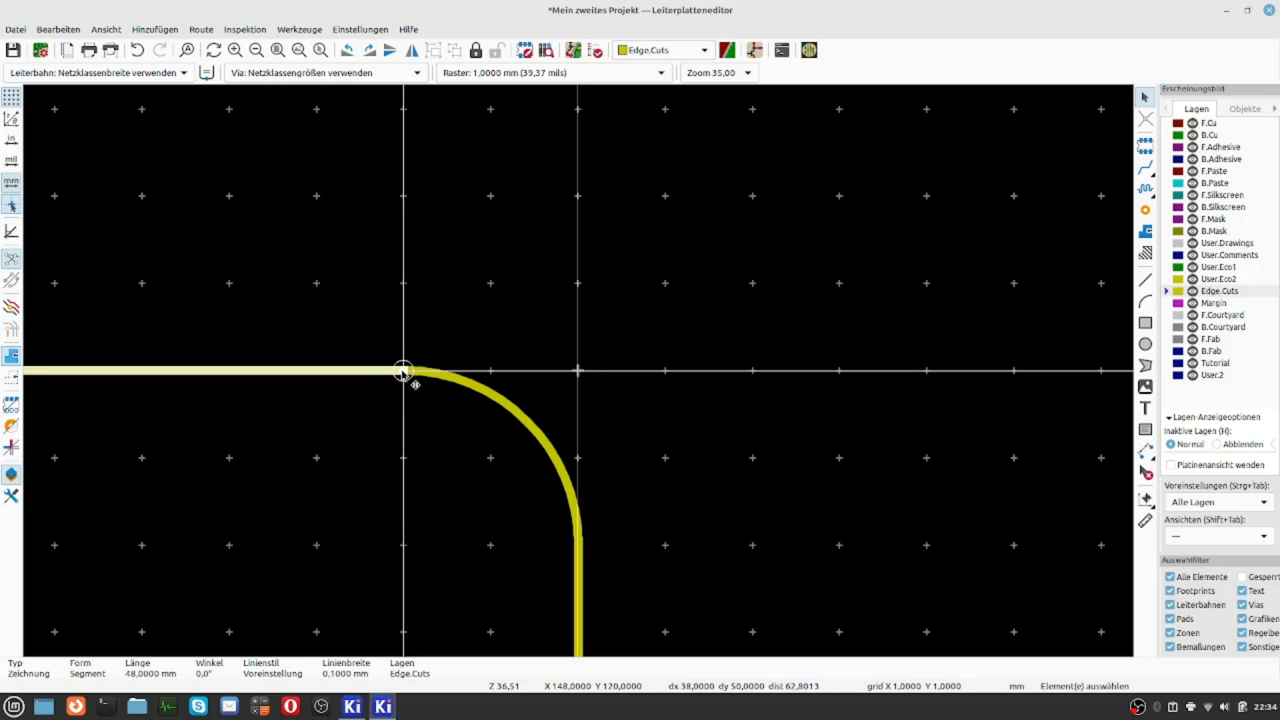 *Mein zweites Projekt — Leiterplatteneditor
Datei Bearbeiten Ansicht Hinzufügen Route Inspektion Werkzeuge Einstellungen Hilfe
Edge.Cuts
Leiterbahn: Netzklassenbreite verwenden Via: Netzklassengrößen verwenden Raster: 1,0000 mm (39,37 mils) Zoom 35,00
Erscheinungsbild
Lagen Objekte
F.Cu
B.Cu
F.Adhesive
B.Adhesive
F.Paste
B.Paste
F.Silkscreen
B.Silkscreen
F.Mask
B.Mask
User.Drawings
User.Comments
User.Eco1
User.Eco2
Edge.Cuts
Margin
F.Courtyard
B.Courtyard
F.Fab
B.Fab
Tutorial
User.2
in
mil
mm
Lagen-Anzeigeoptionen
Inaktive Lagen (H):
Normal Abblenden
Platinenansicht wenden
Voreinstellungen (Strg+Tab):
Alle Lagen
Ansichten (Shift+Tab):
---
Auswahlfilter
Alle Elemente Gesperrt
Footprints Text
Leiterbahnen Vias
Pads Grafiken
Zonen Regelbe
Bemaßungen Sonstige
Typ Form Länge Winkel Linienstil Linienbreite Lagen
Zeichnung Segment 48,0000 mm 0,0° Voreinstellung 0,1000 mm Edge.Cuts
Z 36,51 X 148,0000 Y 120,0000 dx 38,0000 dy 50,0000 dist 62,8013 grid X 1,0000 Y 1,0000 mm Element(e) auswählen
Ki Ki 22:34